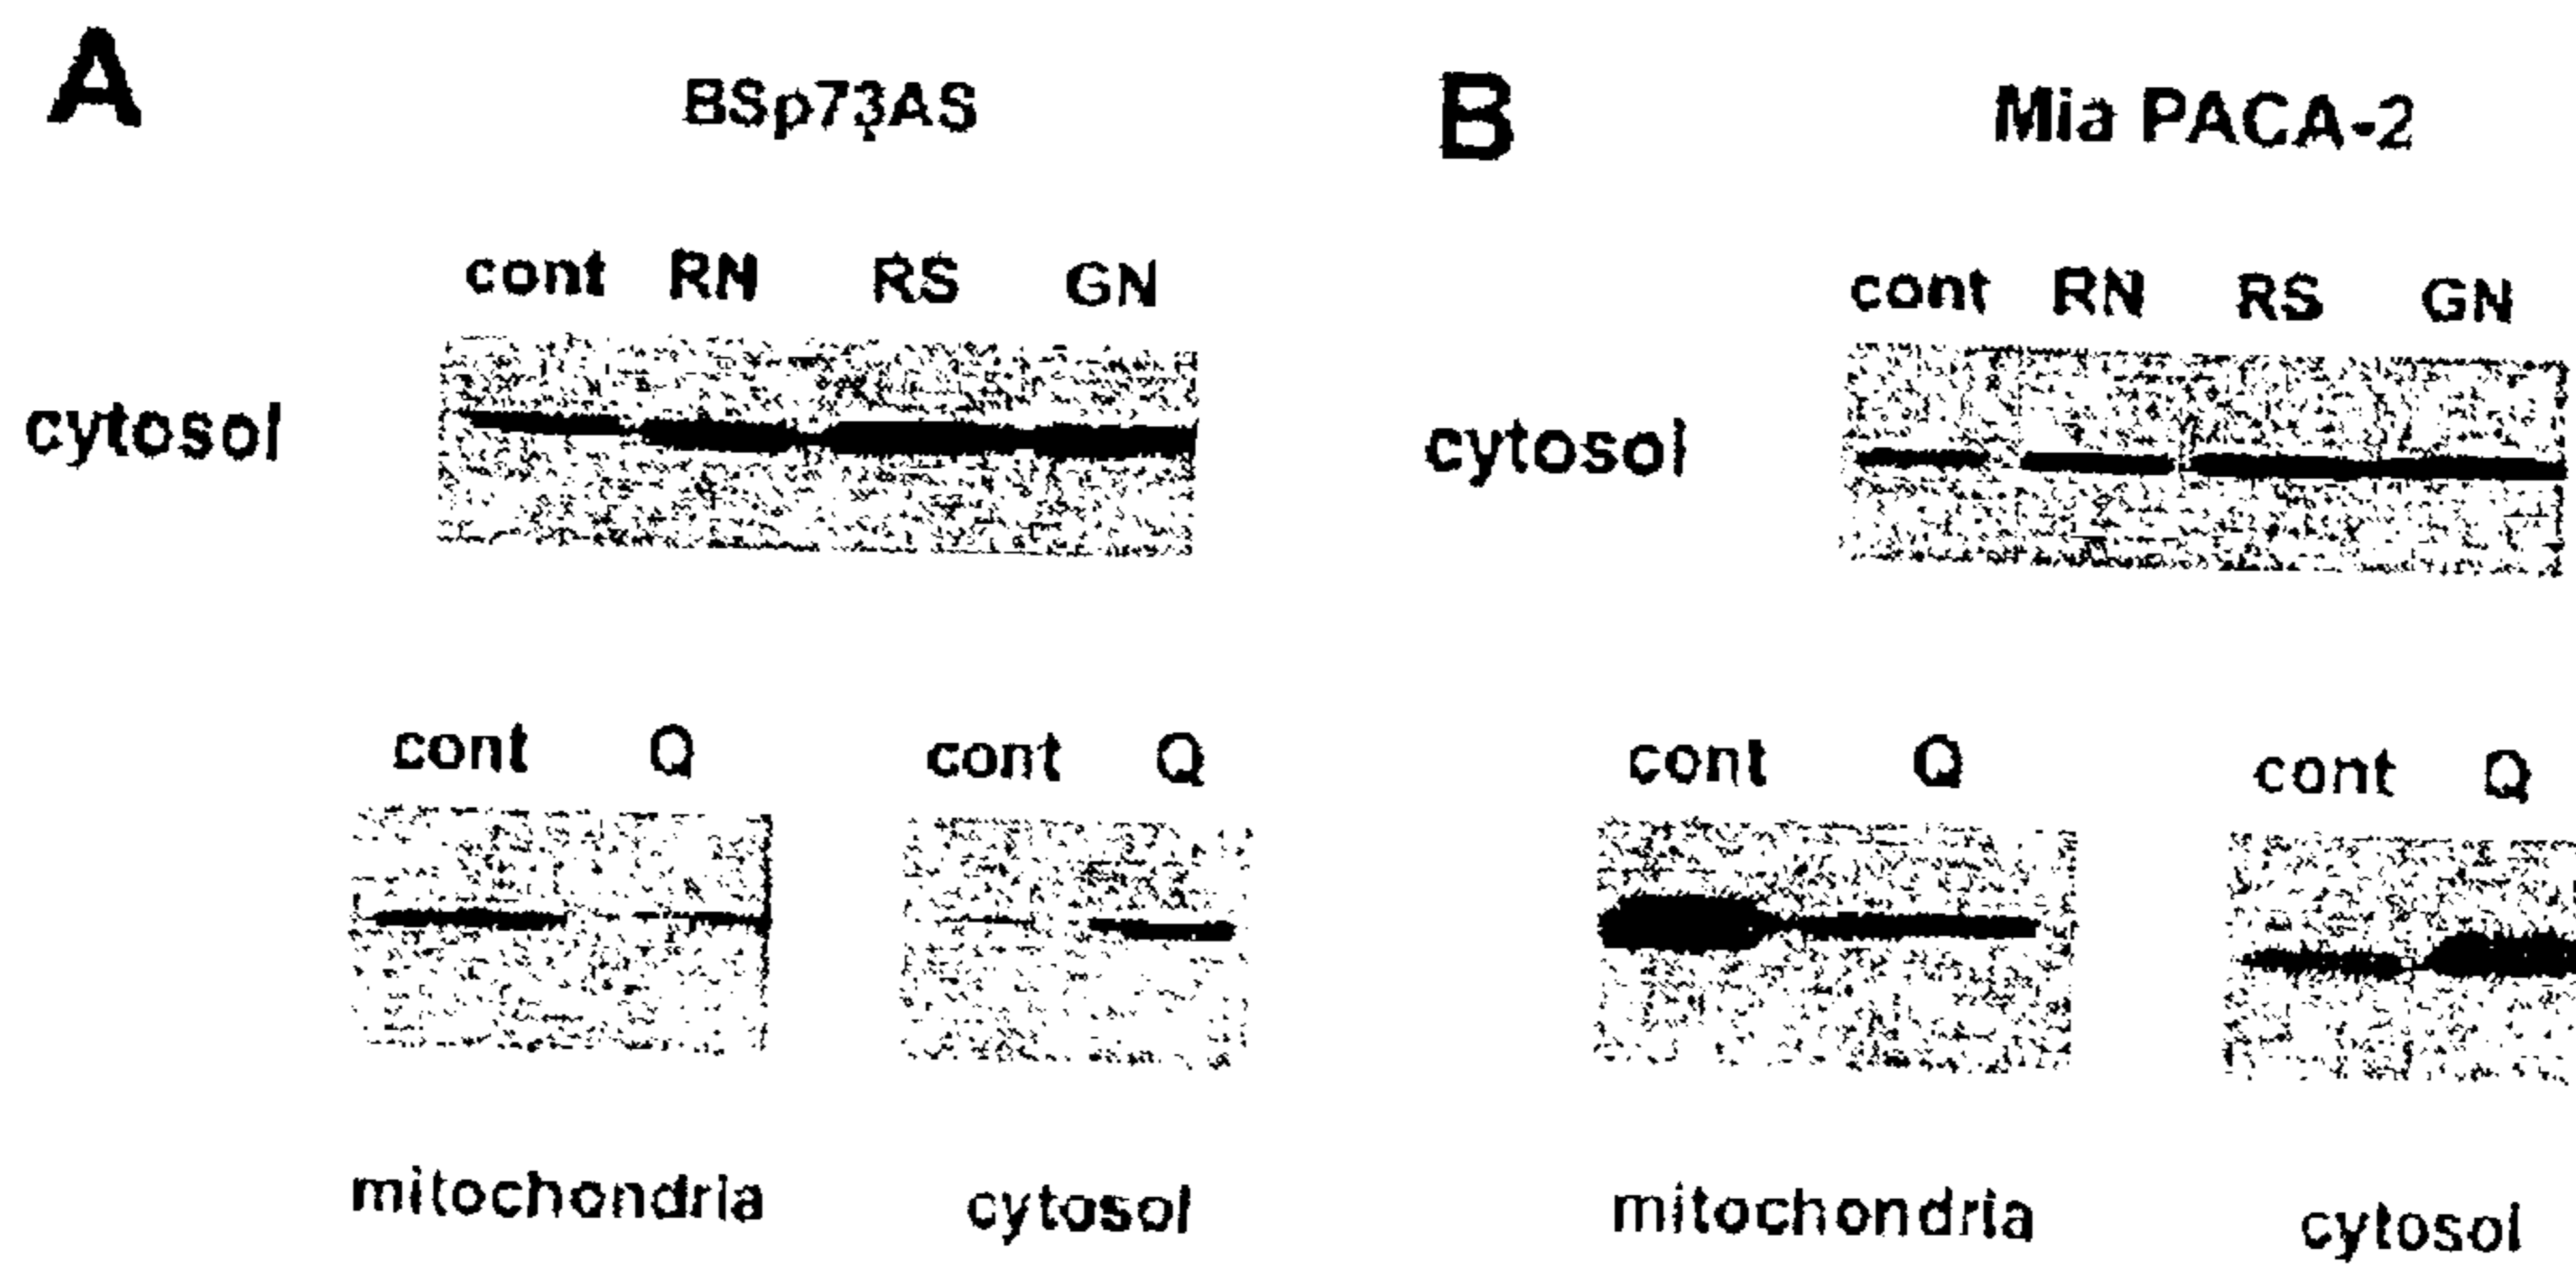 A
BSp73AS
cont RN RS GN
cytosol
cont Q cont Q
mitochondria cytosol
B
Mia PACA-2
cont RN RS GN
cytosol
cont Q cont Q
mitochondria cytosol